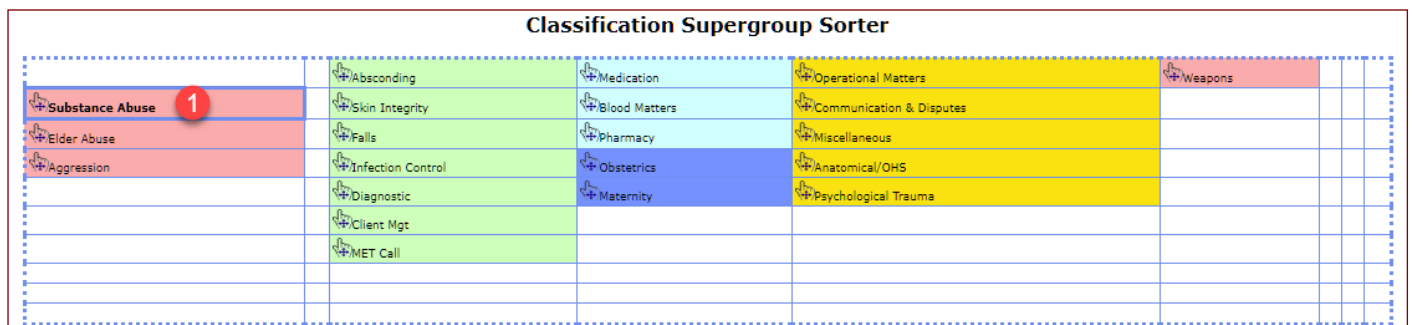 Classification Supergroup Sorter
Absconding Medication Operational Matters Weapons
Substance Abuse 1 Skin Integrity Blood Matters Communication & Disputes
Elder Abuse Falls Pharmacy Miscellaneous
Aggression Infection Control Obstetrics Anatomical/OHS
Diagnostic Maternity Psychological Trauma
Client Mgt
MET Call